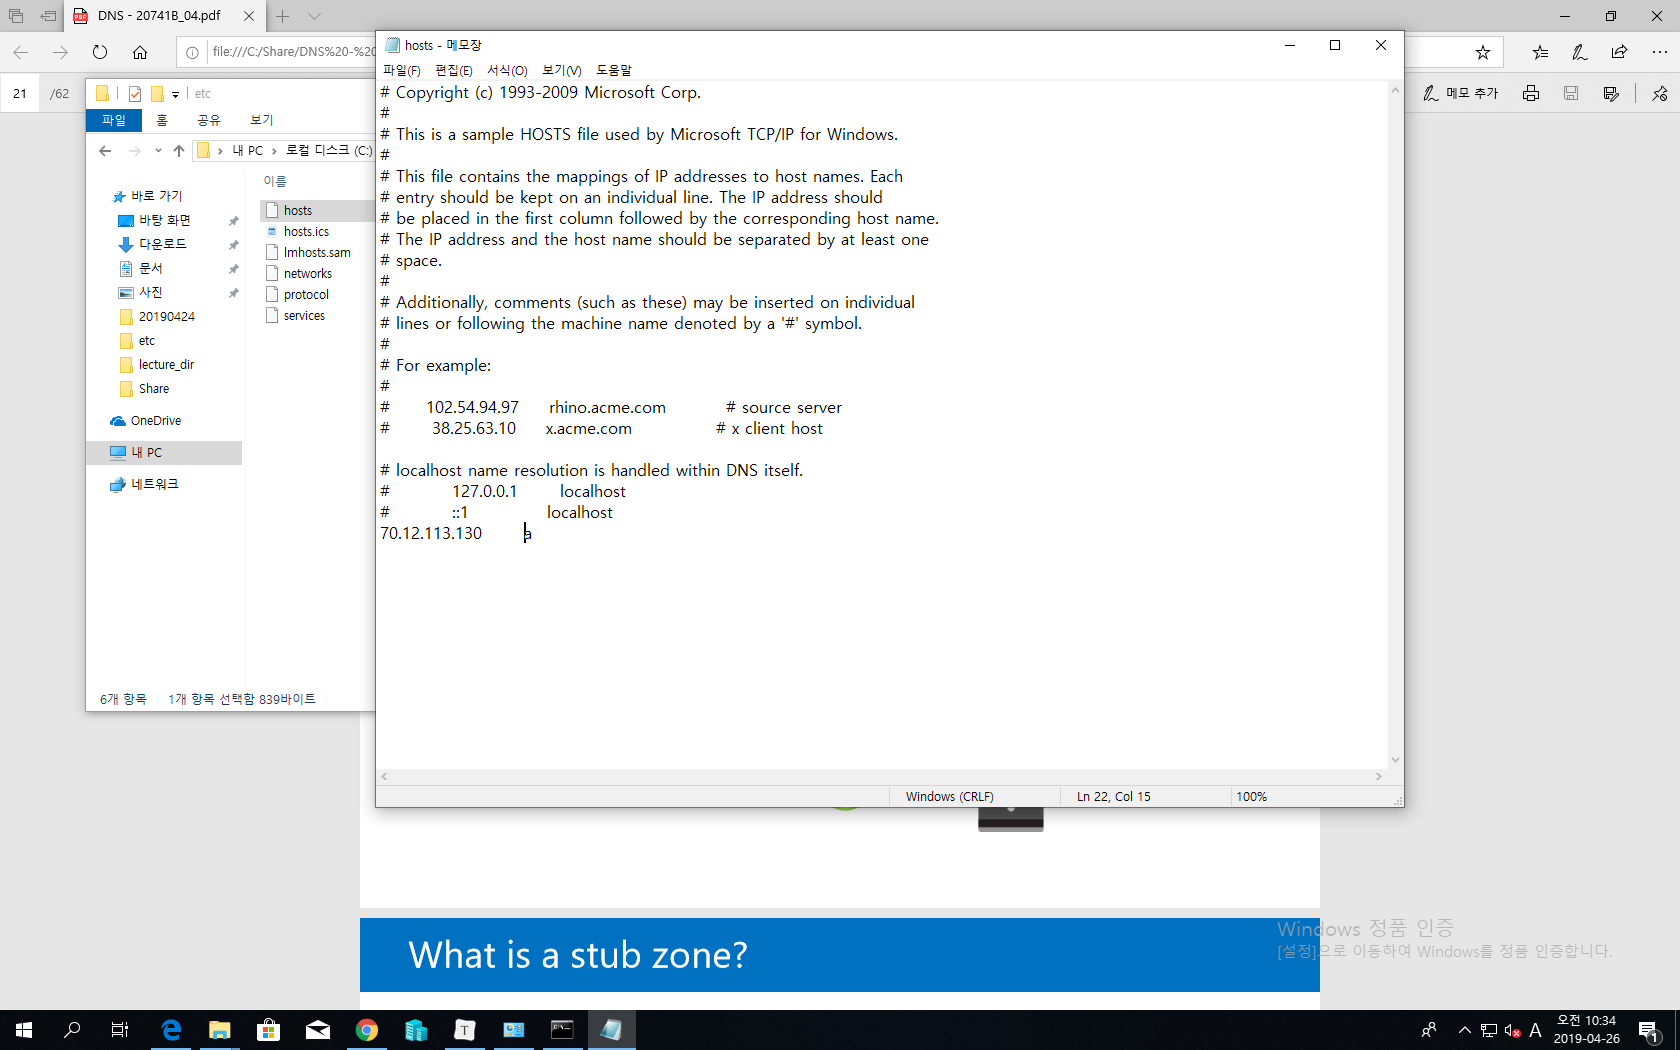 DNS - 20741B_04.pdf
file:///C:/Share/DNS%20-%20
21
/62
메모 추가
etc
파일
홈
공유
보기
내 PC
로컬 디스크 (C:)
이름
바로 가기
바탕 화면
다운로드
문서
사진
20190424
etc
lecture_dir
Share
OneDrive
내 PC
네트워크
hosts
hosts.ics
lmhosts.sam
networks
protocol
services
6개 항목
1개 항목 선택함 839바이트
hosts - 메모장
파일(F) 편집(E) 서식(O) 보기(V) 도움말
# Copyright (c) 1993-2009 Microsoft Corp.
#
# This is a sample HOSTS file used by Microsoft TCP/IP for Windows.
#
# This file contains the mappings of IP addresses to host names. Each
# entry should be kept on an individual line. The IP address should
# be placed in the first column followed by the corresponding host name.
# The IP address and the host name should be separated by at least one
# space.
#
# Additionally, comments (such as these) may be inserted on individual
# lines or following the machine name denoted by a '#' symbol.
#
# For example:
#
# 102.54.94.97 rhino.acme.com # source server
# 38.25.63.10 x.acme.com # x client host
# localhost name resolution is handled within DNS itself.
# 127.0.0.1 localhost
# ::1 localhost
70.12.113.130 a
Windows (CRLF)
Ln 22, Col 15
100%
What is a stub zone?
Windows 정품 인증
[설정]으로 이동하여 Windows를 정품 인증합니다.
A
오전 10:34
2019-04-26
1